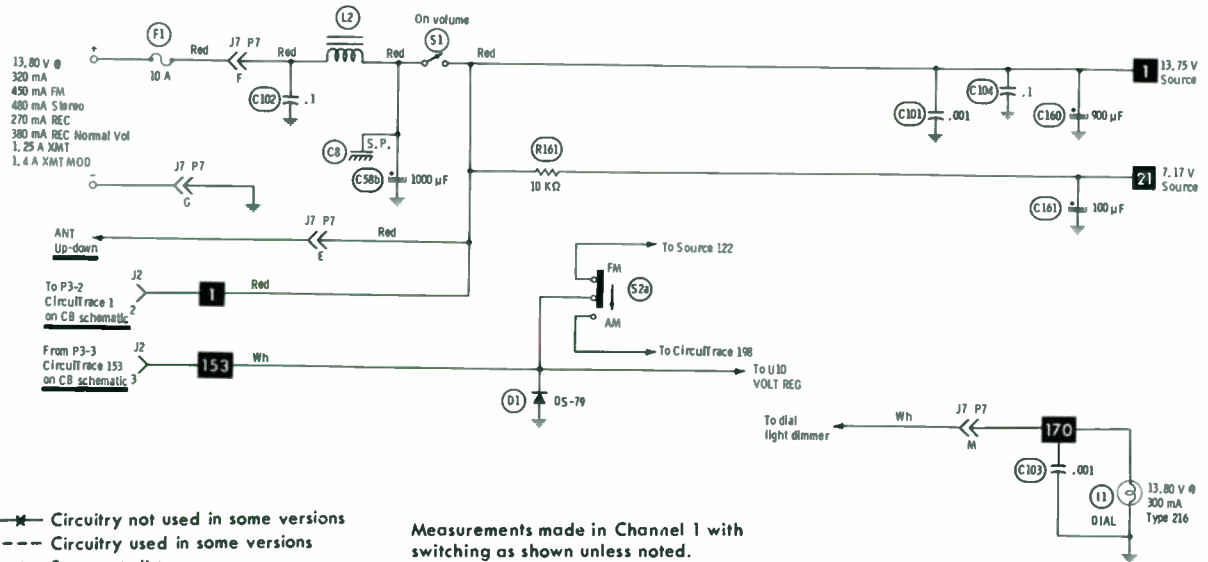 L2
On volume
F1
S1
J7 P7
Red
Red
Red
Red
+
10 A
F
13.80 V @
320 mA
450 mA FM
480 mA Stereo
270 mA REC
380 mA REC Normal Vol
1.25 A XMT
1.4 A XMT MOD
1
13.75 V
Source
C102
.1
C101
.001
C104
.1
C160
900 µF
C8
S.P.
C58b
1000 µF
R161
10 KΩ
21
7.17 V
Source
C161
100 µF
−
J7 P7
G
ANT
Up-down
J7 P7
E
Red
To Source 122
FM
S2a
AM
To CircuiTrace 198
To P3-2
CircuiTrace 1
on CB schematic
J2
2
1
Red
From P3-3
CircuiTrace 153
on CB schematic
J2
3
153
Wh
To U10
VOLT REG
D1
DS-79
To dial
light dimmer
Wh
J7 P7
M
170
C103
.001
I1
DIAL
13.80 V @
300 mA
Type 216
Circuitry not used in some versions
Circuitry used in some versions
Measurements made in Channel 1 with
switching as shown unless noted.